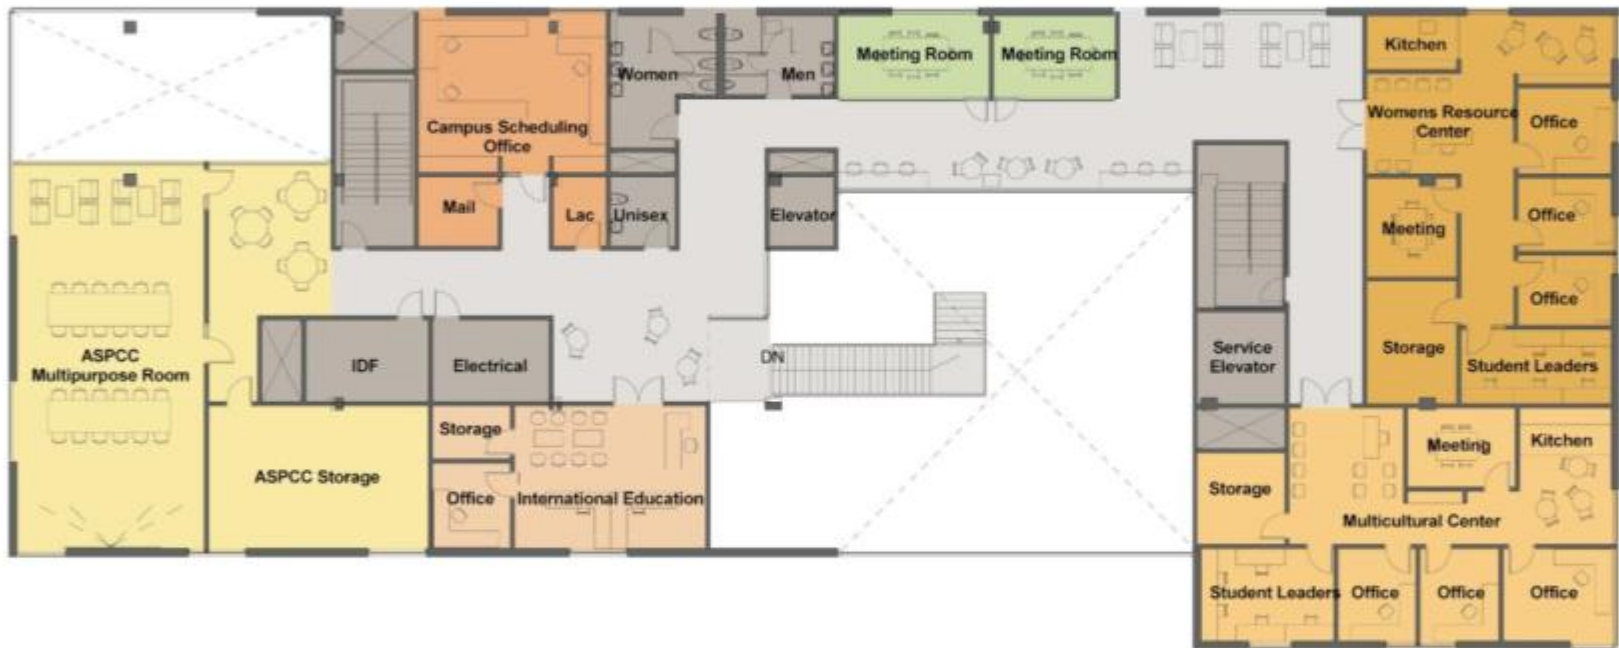 Women
Men
Meeting Room
Meeting Room
Kitchen
Campus Scheduling
Office
Womens Resource
Center
Office
Mail
Lac
Unisex
Elevator
Meeting
Office
Office
ASPCC
Multipurpose Room
IDF
Electrical
DN
Service
Elevator
Storage
Student Leaders
Storage
Office
International Education
ASPCC Storage
Meeting
Kitchen
Storage
Multicultural Center
Student Leaders
Office
Office
Office